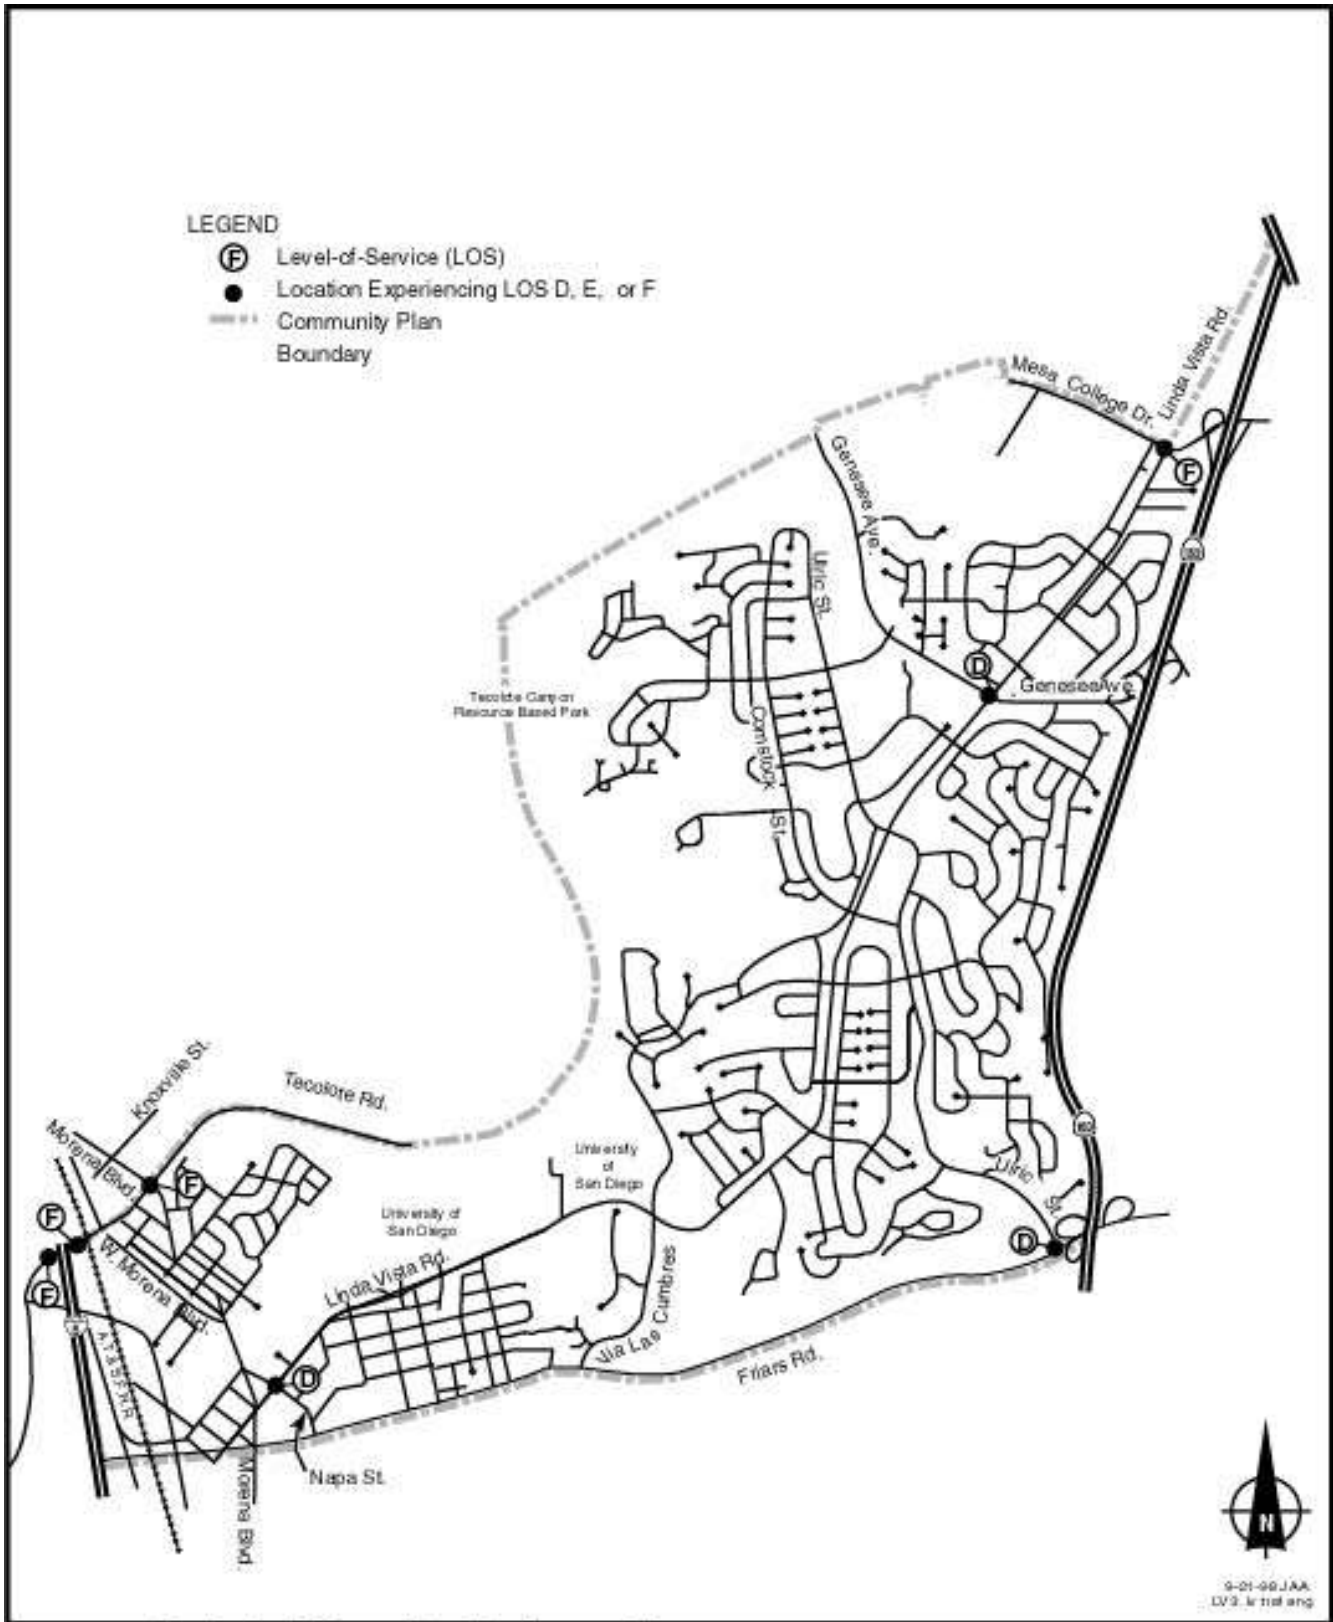 LEGEND
F Level-of-Service (LOS)
Location Experiencing LOS D, E, or F
Community Plan
Boundary
Linda Vista Rd.
Mesa College Dr.
F
Genesee Ave.
Ulric St.
D
Genesee Ave
Tecolote Canyon
Resource Based Park
Comstock
St.
Knoxville St.
Tecolore Rd.
Morena Blvd.
F
F
F
W. Morena Blvd.
University
of
San Diego
University of
San Diego
Linda Vista Rd.
Ulric St.
D
D
Via Las Cumbres
Friars Rd.
Napa St.
Morena Blvd.
N